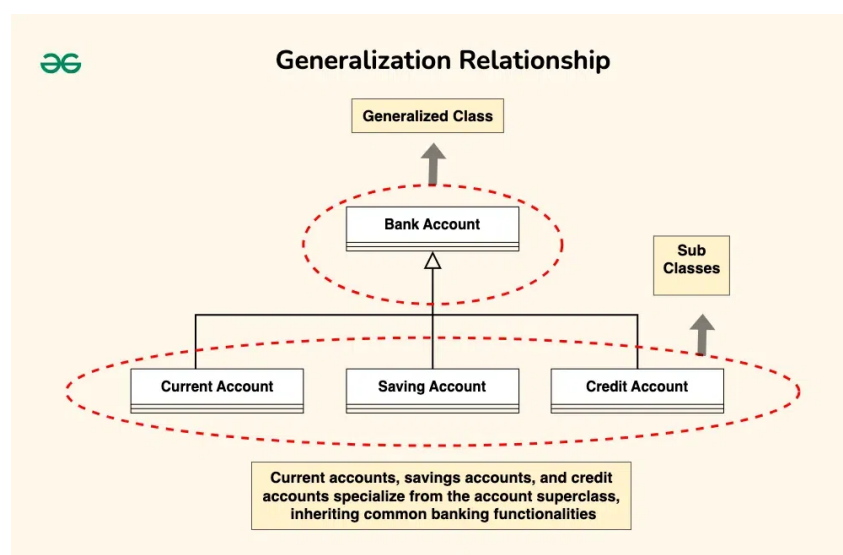 Generalization Relationship
Generalized Class
Bank Account
Sub
Classes
Current Account
Saving Account
Credit Account
Current accounts, savings accounts, and credit
accounts specialize from the account superclass,
inheriting common banking functionalities